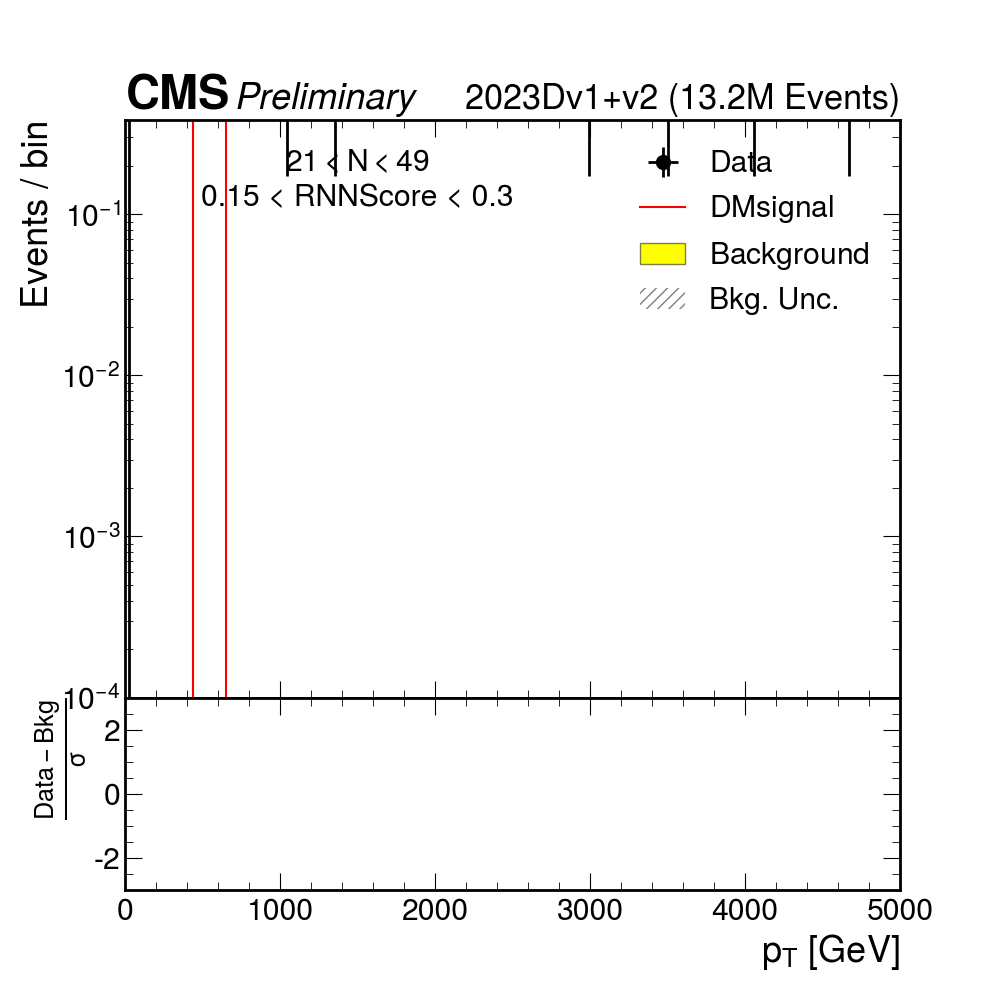 CMS Preliminary 2023Dv1+v2 (13.2M Events)
Events / bin
21 < N < 49
0.15 < RNNScore < 0.3
Data
DMsignal
Background
Bkg. Unc.
10⁻¹
10⁻²
10⁻³
10⁻⁴
Data − Bkg
σ
2
0
-2
0 1000 2000 3000 4000 5000
p_T [GeV]